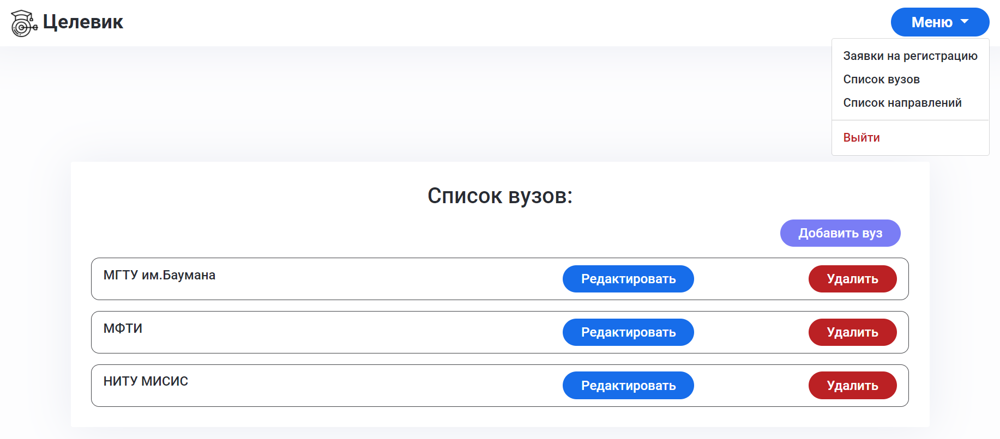 Целевик
Меню
Заявки на регистрацию
Список вузов
Список направлений
Выйти
Список вузов:
Добавить вуз
МГТУ им.Баумана
Редактировать
Удалить
МФТИ
Редактировать
Удалить
НИТУ МИСИС
Редактировать
Удалить